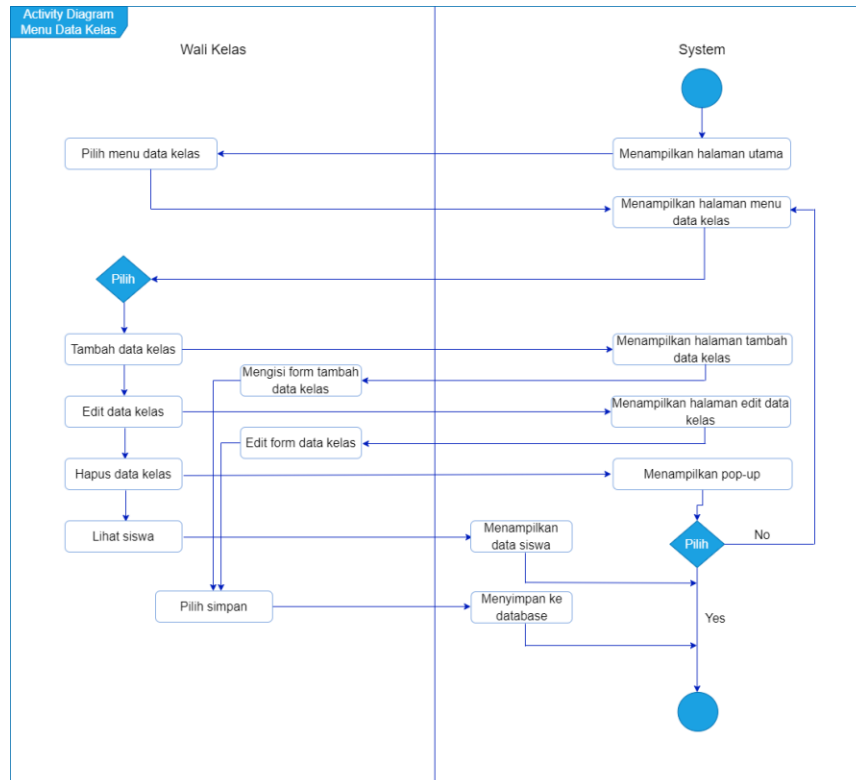 Activity Diagram
Menu Data Kelas
Wali Kelas
System
Pilih menu data kelas
Menampilkan halaman utama
Menampilkan halaman menu
data kelas
Pilih
Tambah data kelas
Menampilkan halaman tambah
data kelas
Mengisi form tambah
data kelas
Edit data kelas
Menampilkan halaman edit data
kelas
Edit form data kelas
Hapus data kelas
Menampilkan pop-up
Lihat siswa
Menampilkan
data siswa
Pilih
No
Pilih simpan
Menyimpan ke
database
Yes